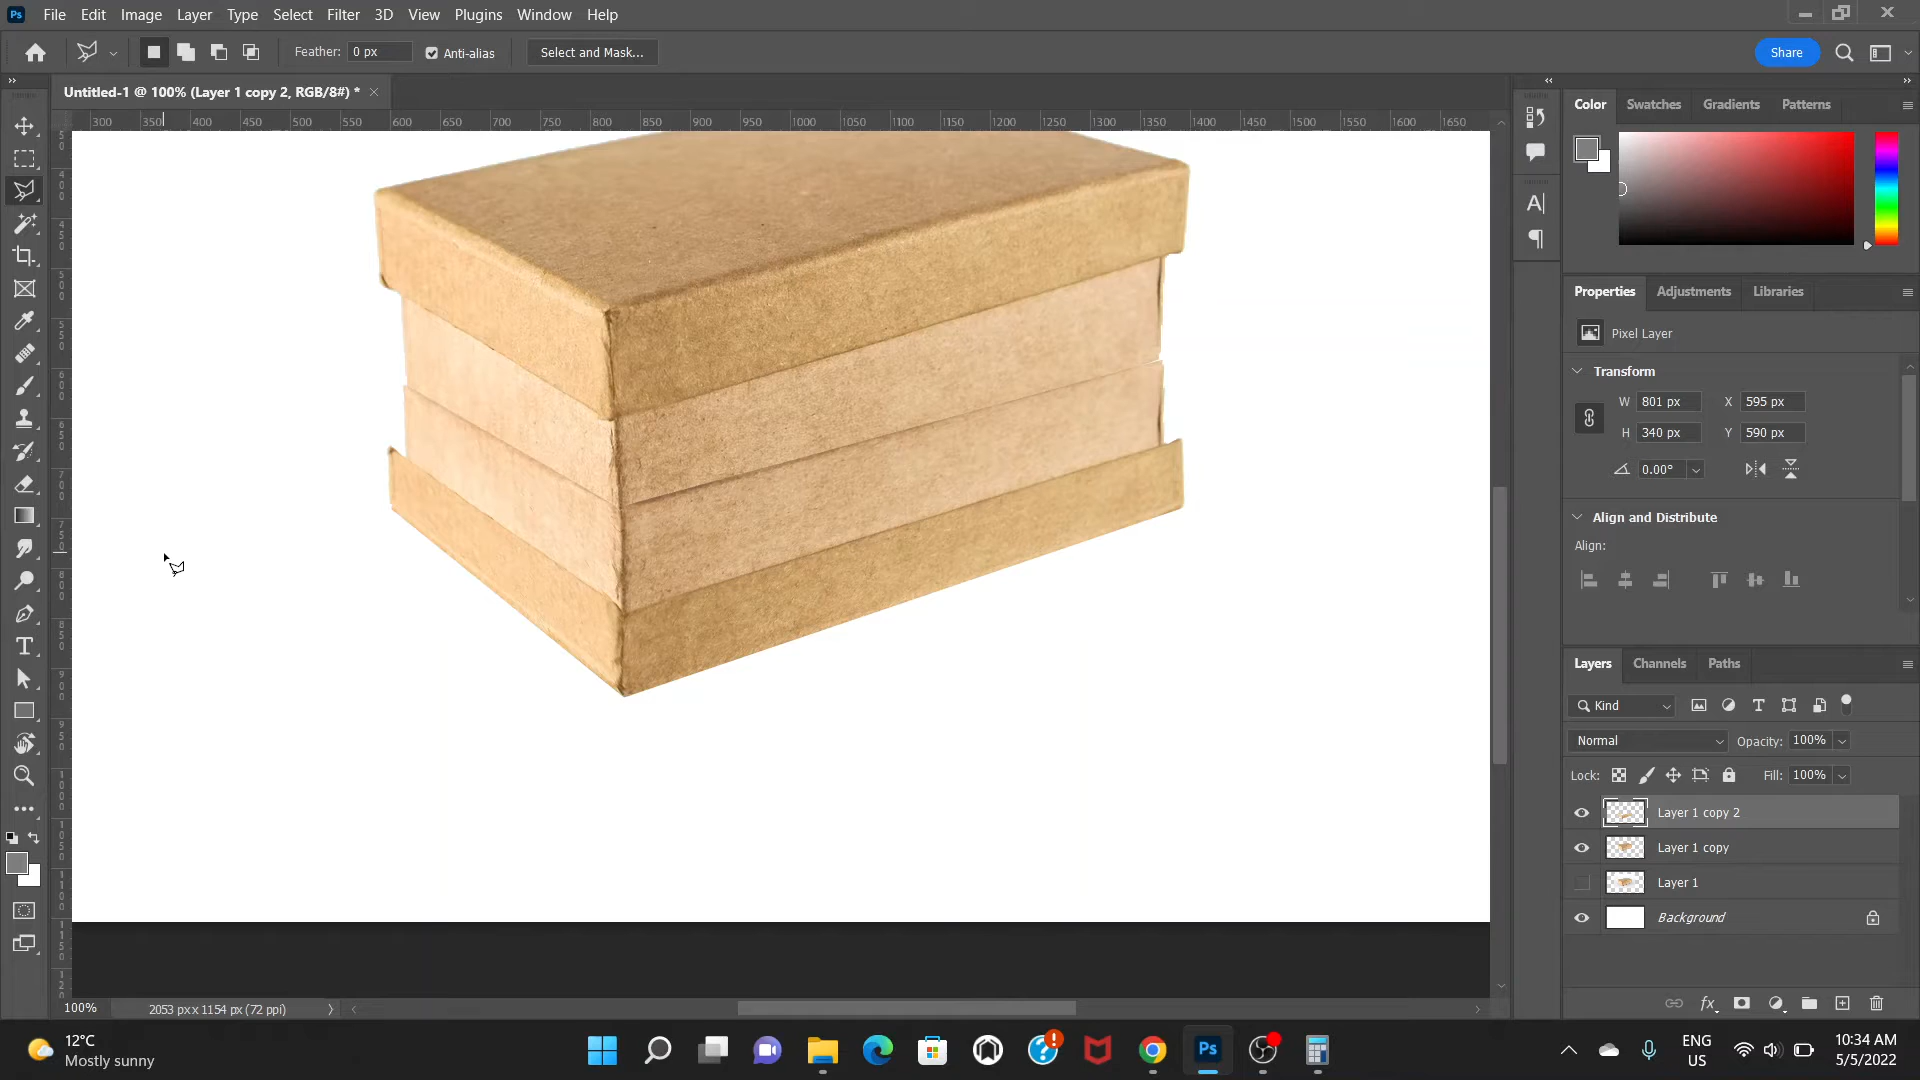 Ps File Edit Image Layer Type Select Filter 3D View Plugins Window Help
Feather: 0 px Anti-alias Select and Mask... Share
Untitled-1 @ 100% (Layer 1 copy 2, RGB/8#) *
300 350 400 450 500 550 600 650 700 750 800 850 900 950 1000 1050 1100 1150 1200 1250 1300 1350 1400 1450 1500 1550 1600 1650
Color Swatches Gradients Patterns
Properties Adjustments Libraries
Pixel Layer
Transform
W 801 px X 595 px
H 340 px Y 590 px
0.00°
Align and Distribute
Align:
Layers Channels Paths
Kind
Normal Opacity: 100%
Lock: Fill: 100%
Layer 1 copy 2
Layer 1 copy
Layer 1
Background
100% 2053 px x 1154 px (72 ppi)
12°C
Mostly sunny
Ps
ENG
US
10:34 AM
5/5/2022